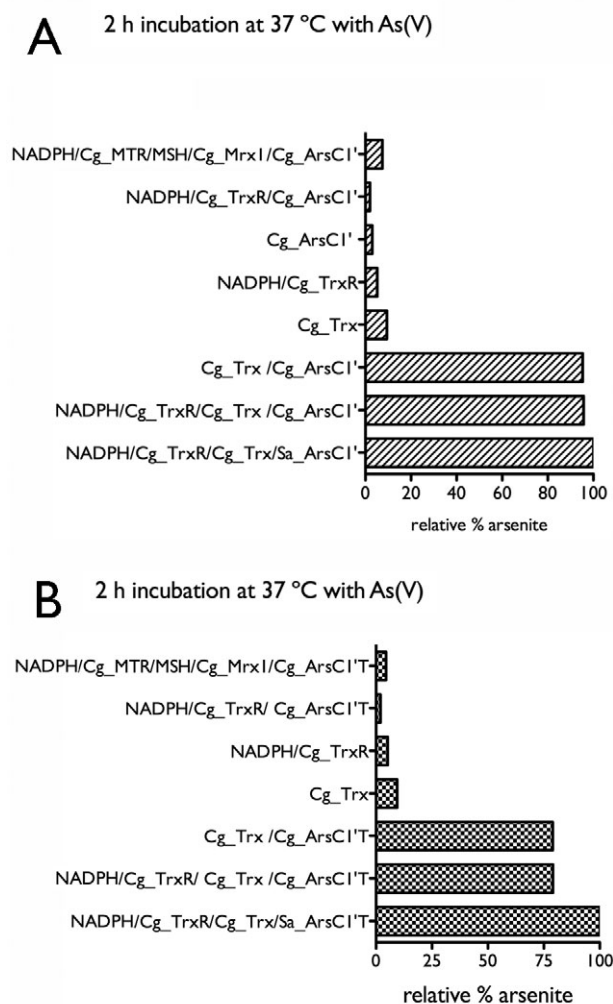 A
2 h incubation at 37 ºC with As(V)
NADPH/Cg_MTR/MSH/Cg_Mrx1/Cg_ArsC1'
NADPH/Cg_TrxR/Cg_ArsC1'
Cg_ArsC1'
NADPH/Cg_TrxR
Cg_Trx
Cg_Trx /Cg_ArsC1'
NADPH/Cg_TrxR/Cg_Trx /Cg_ArsC1'
NADPH/Cg_TrxR/Cg_Trx/Sa_ArsC1'
0 20 40 60 80 100
relative % arsenite
B
2 h incubation at 37 ºC with As(V)
NADPH/Cg_MTR/MSH/Cg_Mrx1/Cg_ArsC1'T
NADPH/Cg_TrxR/ Cg_ArsC1'T
NADPH/Cg_TrxR
Cg_Trx
Cg_Trx /Cg_ArsC1'T
NADPH/Cg_TrxR/ Cg_Trx /Cg_ArsC1'T
NADPH/Cg_TrxR/Cg_Trx/Sa_ArsC1'T
0 25 50 75 100
relative % arsenite